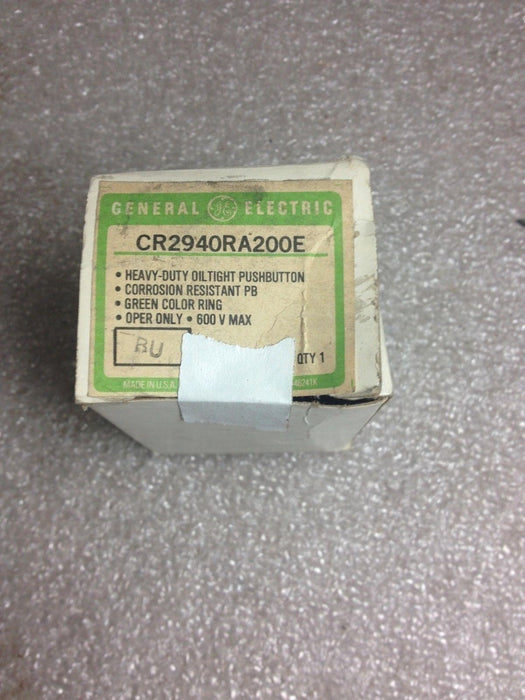 GENERAL GE ELECTRIC
CR2940RA200E
• HEAVY-DUTY OILTIGHT PUSHBUTTON
• CORROSION RESISTANT PB
• GREEN COLOR RING
• OPER ONLY • 600 V MAX
BU
QTY 1
MADE IN U.S.A.